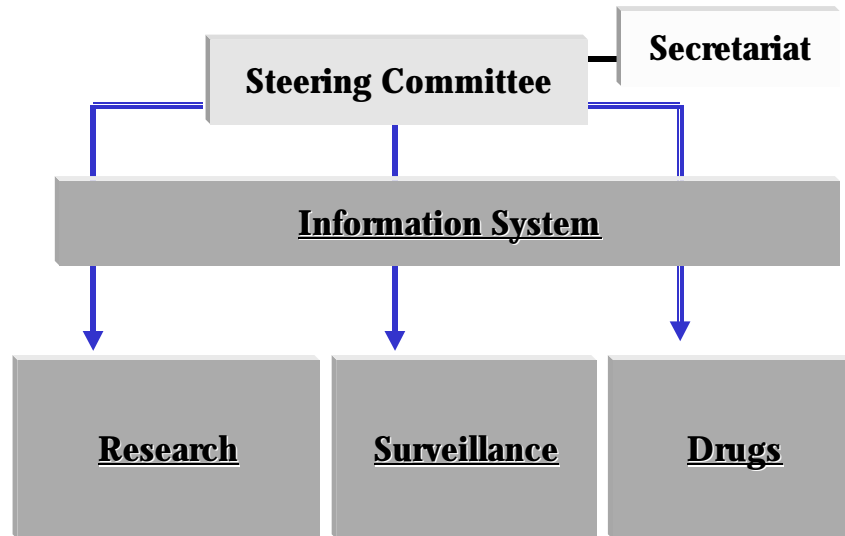 Secretariat
Steering Committee
Information System
Research
Surveillance
Drugs